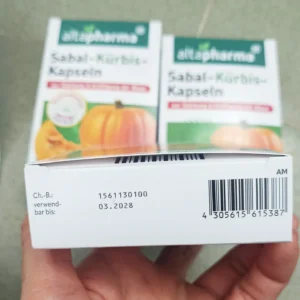 altapharma
Sabal-Kürbis-
Kapseln
altapharma
Sabal-Kürbis-
Kapseln
AM
Ch.-B.: 1561130100
verwend-
bar bis: 03.2028
4 305615 615387